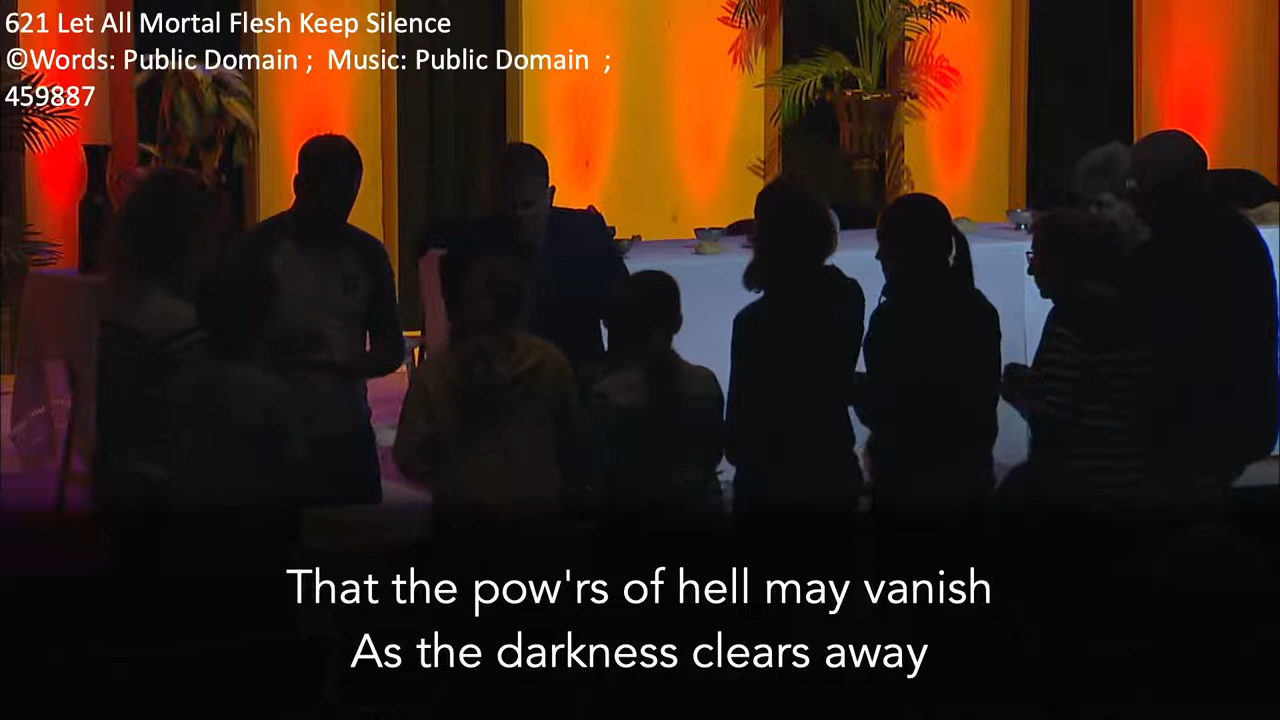 621 Let All Mortal Flesh Keep Silence
©Words: Public Domain ;  Music: Public Domain  ;
459887
That the pow'rs of hell may vanish
As the darkness clears away